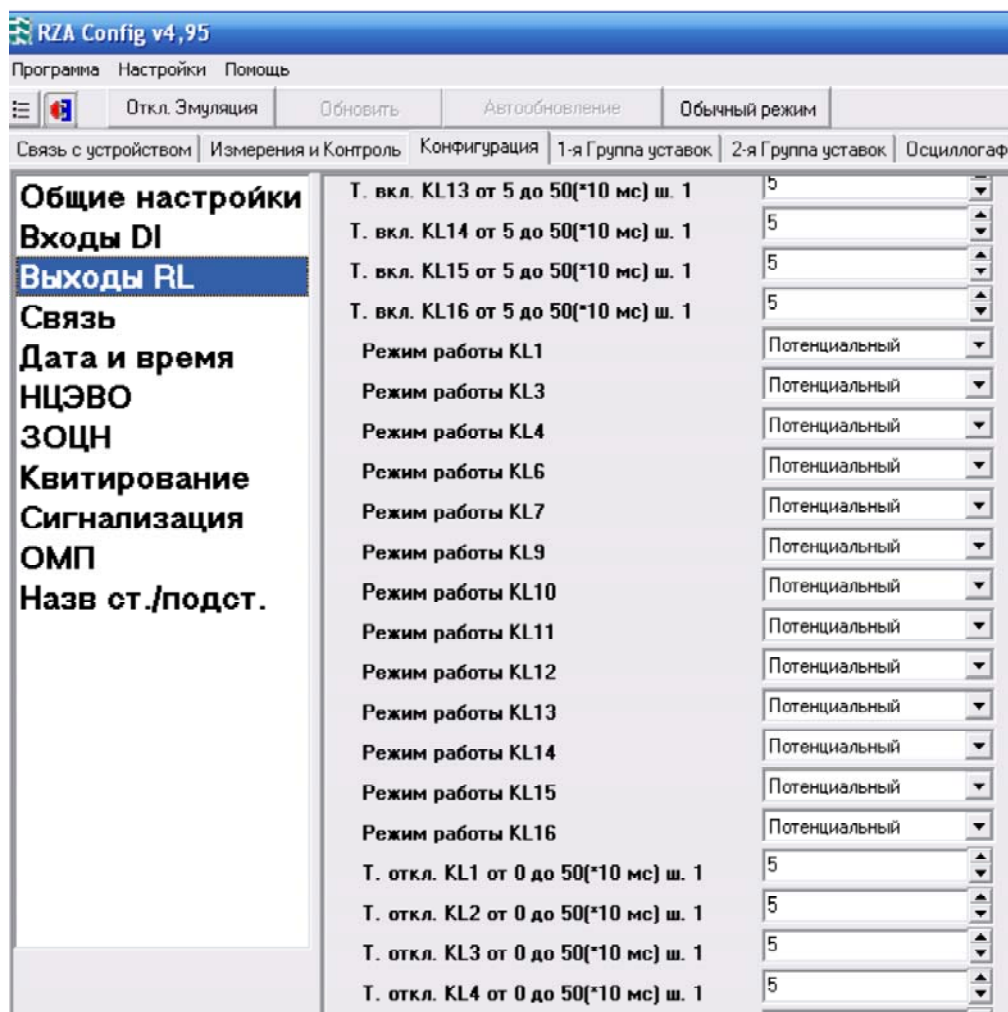 RZA Config v4,95
Программа Настройки Помощь
Откл. Эмуляция Обновить Автообновление Обычный режим
Связь с устройством Измерения и Контроль Конфигурация 1-я Группа уставок 2-я Группа уставок Осциллограф
Общие настройки
Входы DI
Выходы RL
Связь
Дата и время
НЦЭВО
ЗОЦН
Квитирование
Сигнализация
ОМП
Назв ст./подст.
Т. вкл. KL13 от 5 до 50(*10 мс) ш. 1 5
Т. вкл. KL14 от 5 до 50(*10 мс) ш. 1 5
Т. вкл. KL15 от 5 до 50(*10 мс) ш. 1 5
Т. вкл. KL16 от 5 до 50(*10 мс) ш. 1 5
Режим работы KL1 Потенциальный
Режим работы KL3 Потенциальный
Режим работы KL4 Потенциальный
Режим работы KL6 Потенциальный
Режим работы KL7 Потенциальный
Режим работы KL9 Потенциальный
Режим работы KL10 Потенциальный
Режим работы KL11 Потенциальный
Режим работы KL12 Потенциальный
Режим работы KL13 Потенциальный
Режим работы KL14 Потенциальный
Режим работы KL15 Потенциальный
Режим работы KL16 Потенциальный
Т. откл. KL1 от 0 до 50(*10 мс) ш. 1 5
Т. откл. KL2 от 0 до 50(*10 мс) ш. 1 5
Т. откл. KL3 от 0 до 50(*10 мс) ш. 1 5
Т. откл. KL4 от 0 до 50(*10 мс) ш. 1 5